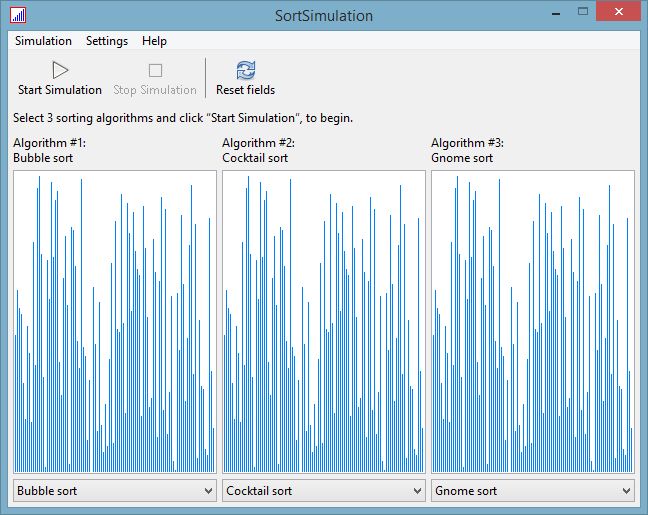 SortSimulation
Simulation Settings Help
Start Simulation Stop Simulation Reset fields
Select 3 sorting algorithms and click “Start Simulation”, to begin.
Algorithm #1: Algorithm #2: Algorithm #3:
Bubble sort Cocktail sort Gnome sort
Bubble sort Cocktail sort Gnome sort